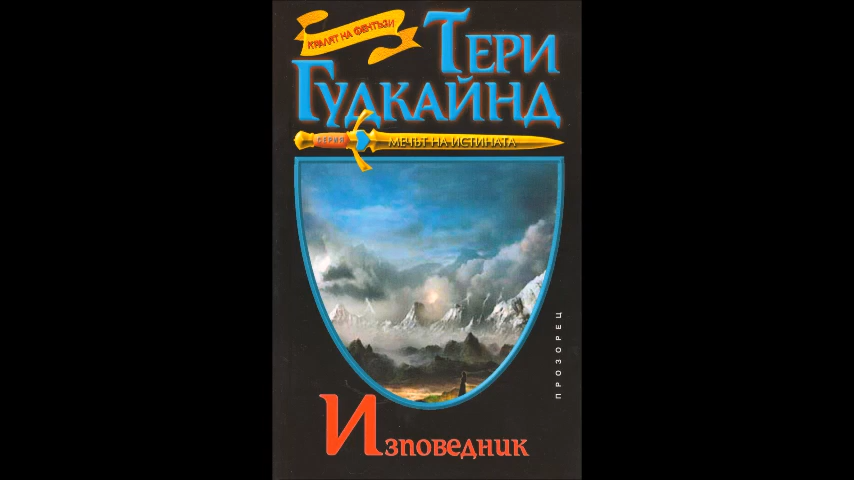 КРАЛЯТ НА ФЕНТЪЗИ
ТЕРИ
ГУДКАЙНД
СЕРИЯ МЕЧЪТ НА ИСТИНАТА
ПРОЗОРЕЦ
Изповедник